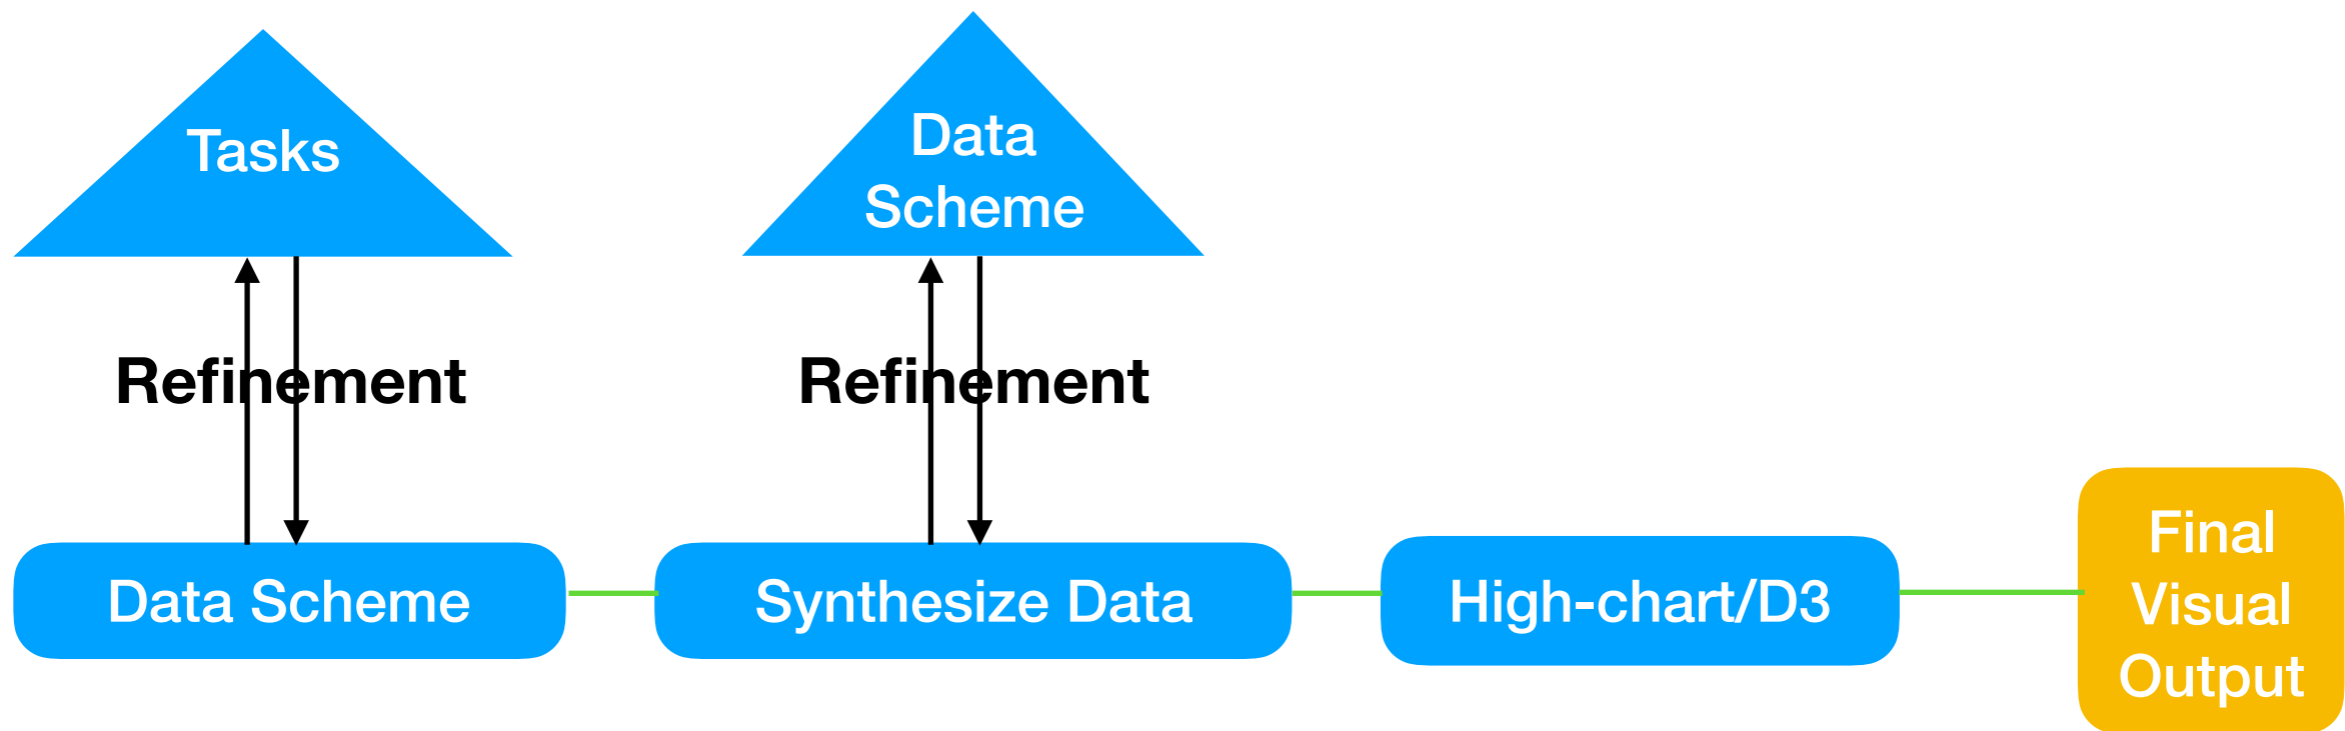 Tasks
Data
Scheme
Refinement
Refinement
Data Scheme
Synthesize Data
High-chart/D3
Final
Visual
Output